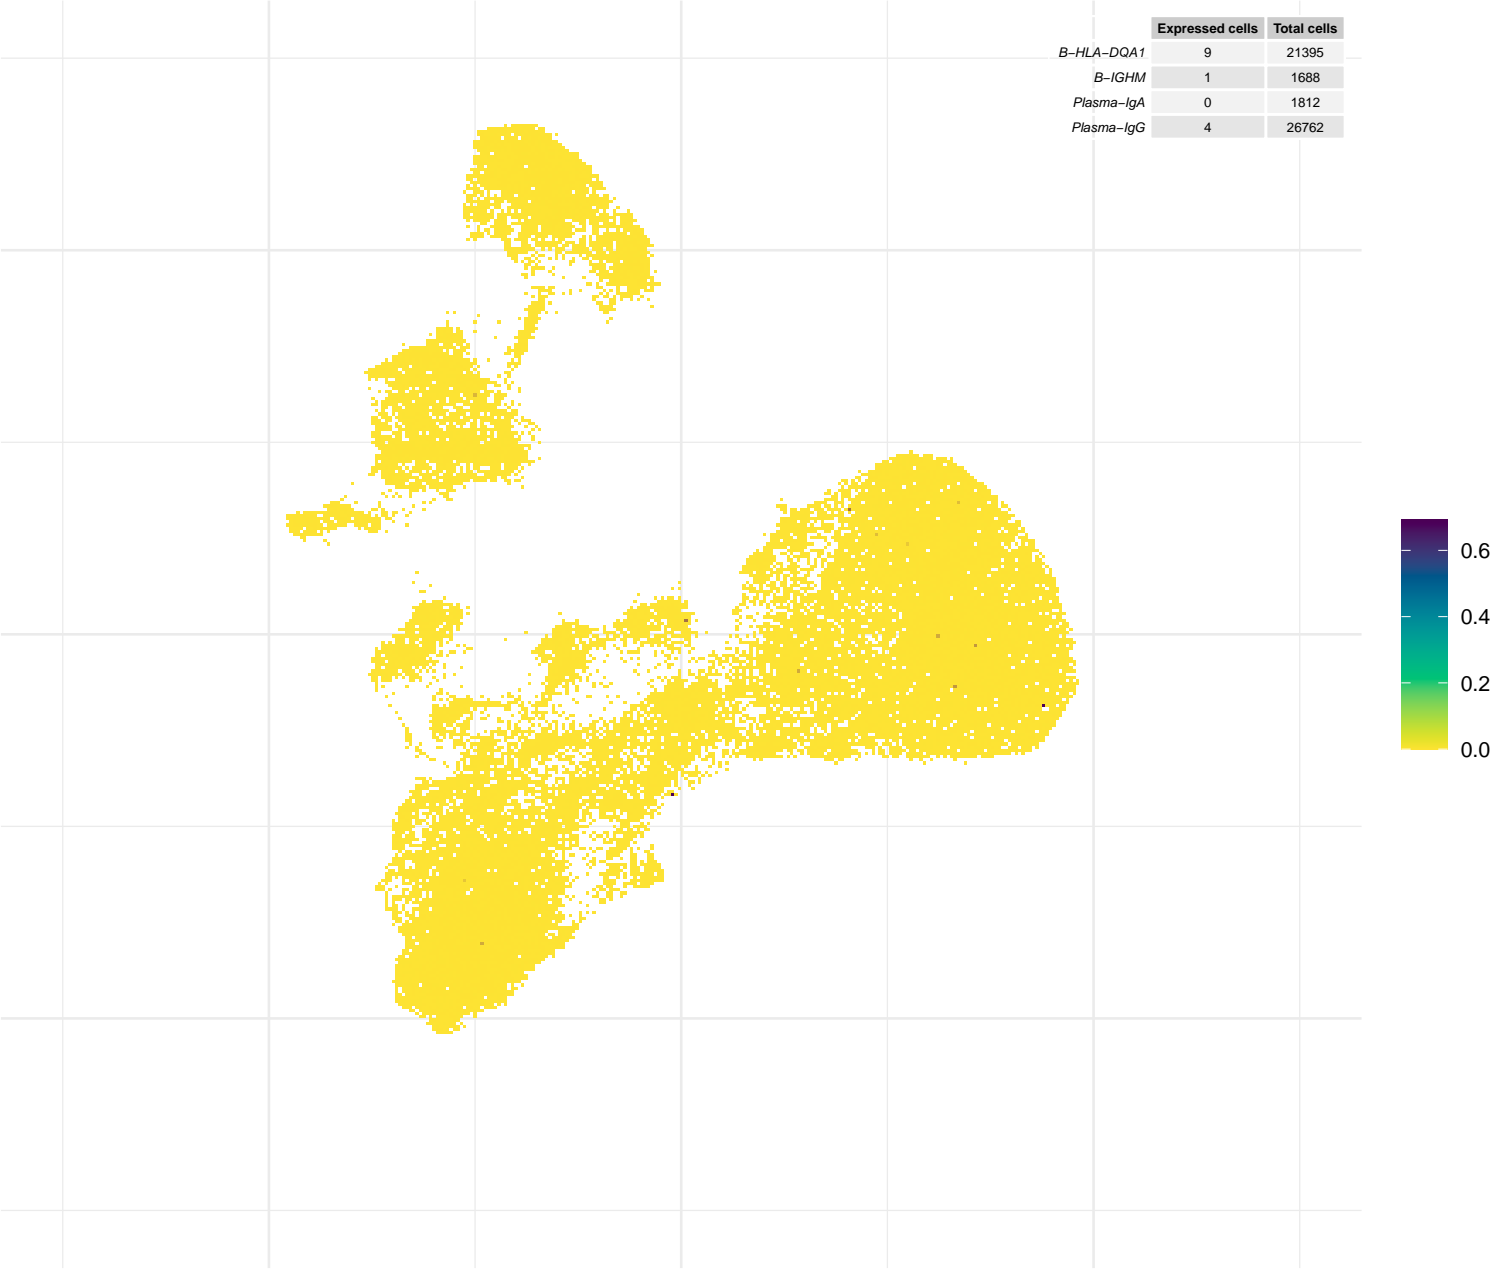 Expressed cells Total cells
B−HLA−DQA1 9 21395
B−IGHM 1 1688
Plasma−IgA 0 1812
Plasma−IgG 4 26762
0.6
0.4
0.2
0.0